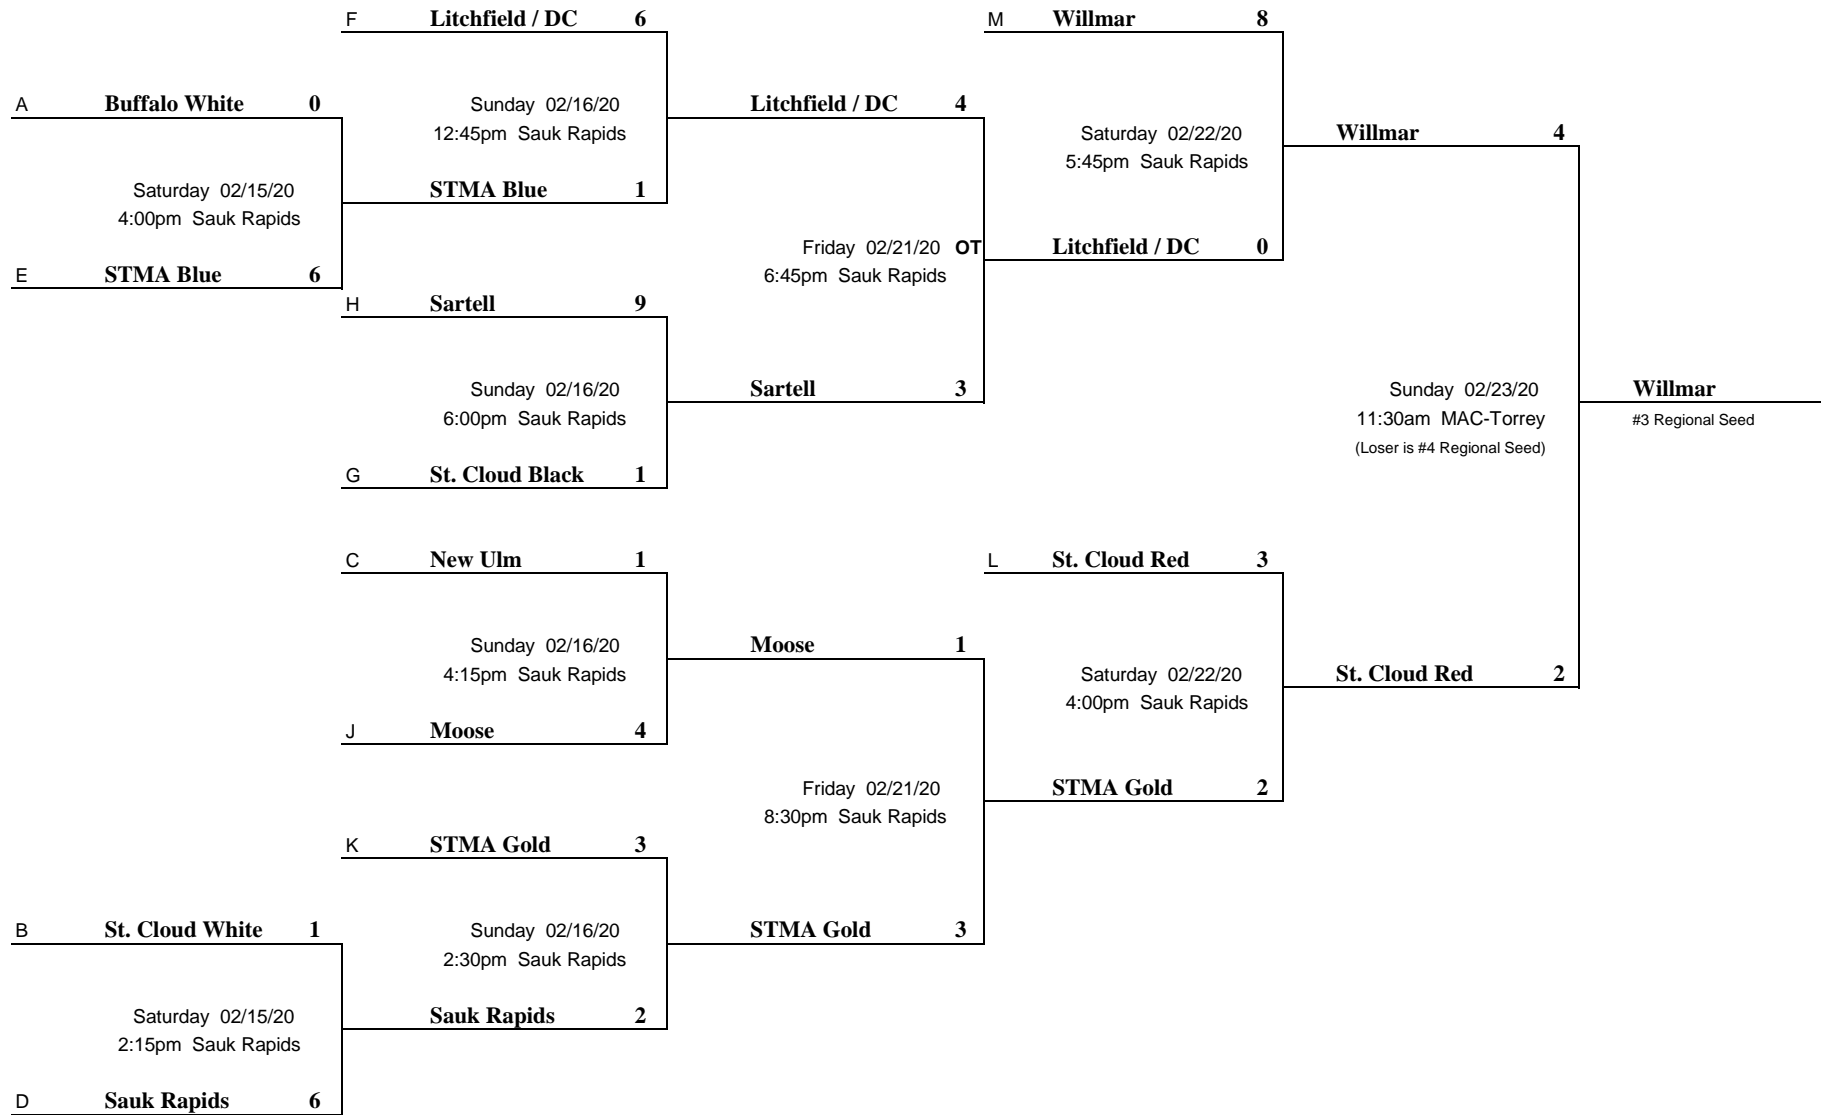 F Litchfield / DC 6
M Willmar 8
A Buffalo White 0
Sunday 02/16/20
12:45pm Sauk Rapids
Litchfield / DC 4
Saturday 02/22/20
5:45pm Sauk Rapids
Willmar 4
Saturday 02/15/20
4:00pm Sauk Rapids
STMA Blue 1
Friday 02/21/20 OT
6:45pm Sauk Rapids
Litchfield / DC 0
E STMA Blue 6
H Sartell 9
Sunday 02/16/20
6:00pm Sauk Rapids
Sartell 3
Sunday 02/23/20
11:30am MAC-Torrey
(Loser is #4 Regional Seed)
Willmar
#3 Regional Seed
G St. Cloud Black 1
C New Ulm 1
L St. Cloud Red 3
Sunday 02/16/20
4:15pm Sauk Rapids
Moose 1
Saturday 02/22/20
4:00pm Sauk Rapids
St. Cloud Red 2
J Moose 4
Friday 02/21/20
8:30pm Sauk Rapids
STMA Gold 2
K STMA Gold 3
B St. Cloud White 1
Sunday 02/16/20
2:30pm Sauk Rapids
STMA Gold 3
Saturday 02/15/20
2:15pm Sauk Rapids
Sauk Rapids 2
D Sauk Rapids 6